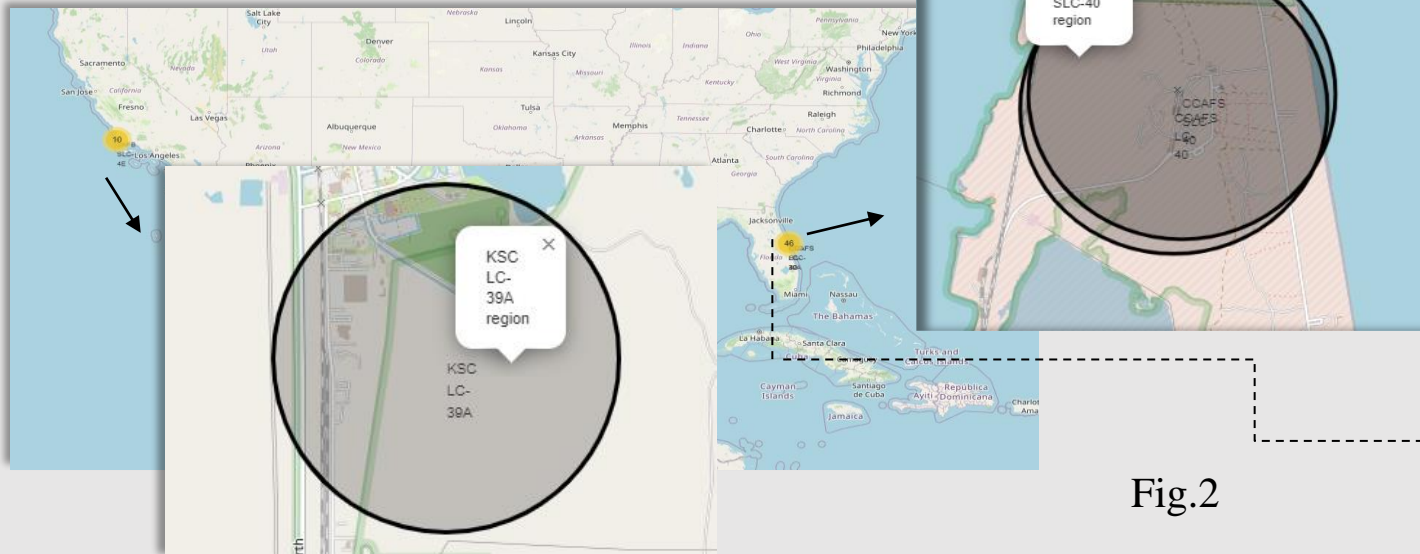 Salt Lake
City
Nebraska
Lincoln
Pennsylvania
New York
Sacramento
Nevada
Utah
Denver
Colorado
Kansas City
Kansas
Missouri
Illinois
Indiana
Ohio
Philadelphia
West Virginia
Washington
Virginia
San Jose
California
Fresno
Las Vegas
Kentucky
Richmond
Tulsa
Albuquerque
Oklahoma
Arkansas
Memphis
Tennessee
Raleigh
Charlotte
North Carolina
10
Los Angeles
Arizona
New Mexico
Atlanta
South Carolina
Georgia
Jacksonville
46
Florida
Miami
Nassau
The Bahamas
La Habana
Santa Clara
Cuba
Camagüey
Turks and
Caicos Islands
Cayman
Islands
Santiago
de Cuba
República
Dominicana
Ayiti
Jamaica
KSC
LC-
39A
region
KSC
LC-
39A
SLC-40
region
CCAFS
CCAFS
LC-
40
40
Fig.2